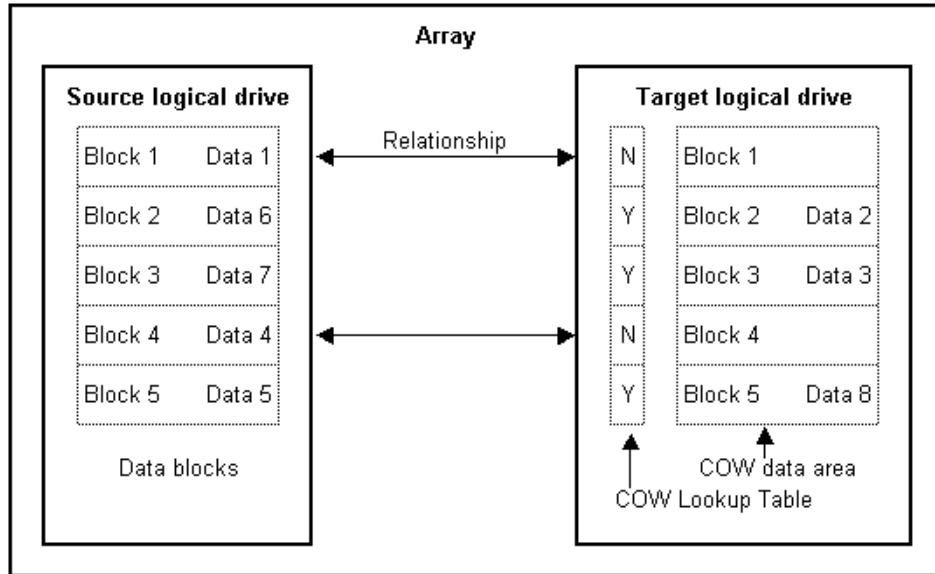 Array
Source logical drive
Target logical drive
Relationship
Block 1 Data 1
N Block 1
Block 2 Data 6
Y Block 2 Data 2
Block 3 Data 7
Y Block 3 Data 3
Block 4 Data 4
N Block 4
Block 5 Data 5
Y Block 5 Data 8
Data blocks
COW data area
COW Lookup Table